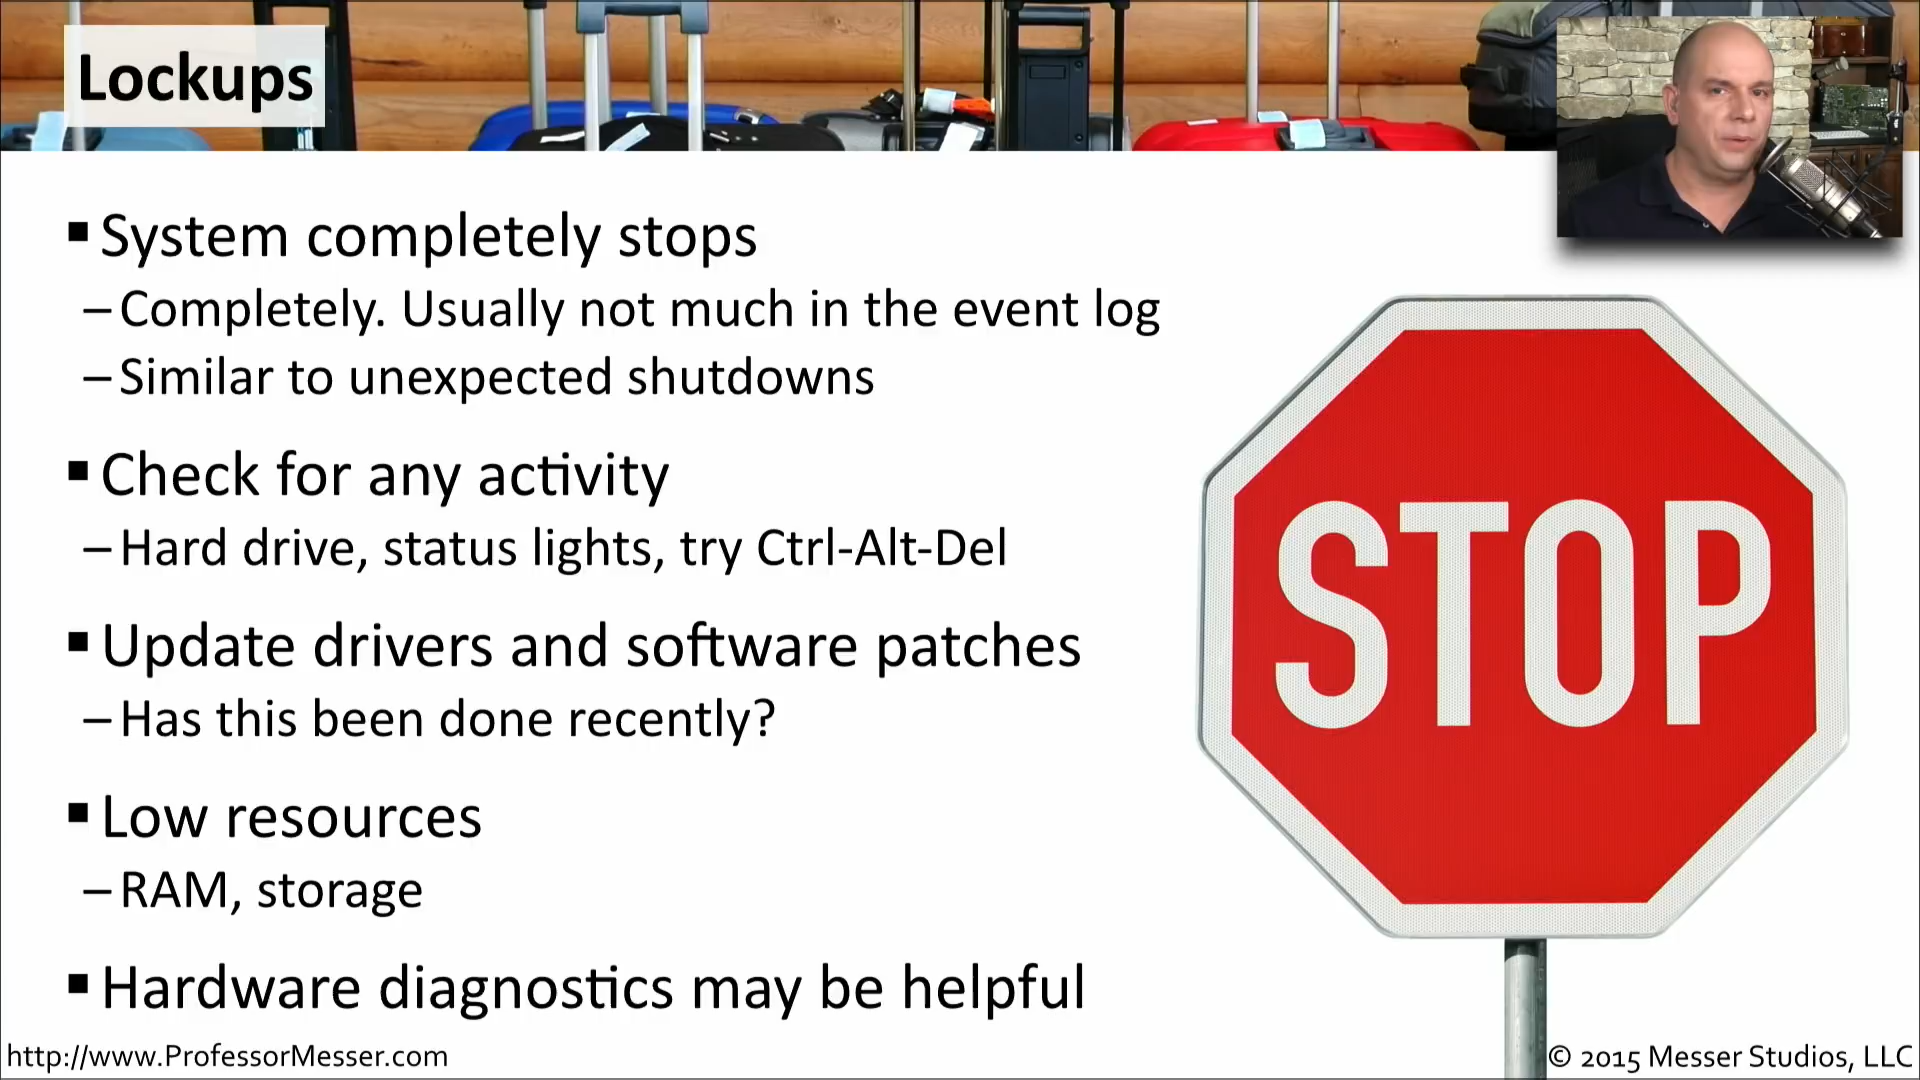 Lockups
▪ System completely stops
– Completely. Usually not much in the event log
– Similar to unexpected shutdowns
▪ Check for any activity
– Hard drive, status lights, try Ctrl-Alt-Del
▪ Update drivers and software patches
– Has this been done recently?
▪ Low resources
– RAM, storage
▪ Hardware diagnostics may be helpful
STOP
http://www.ProfessorMesser.com
© 2015 Messer Studios, LLC